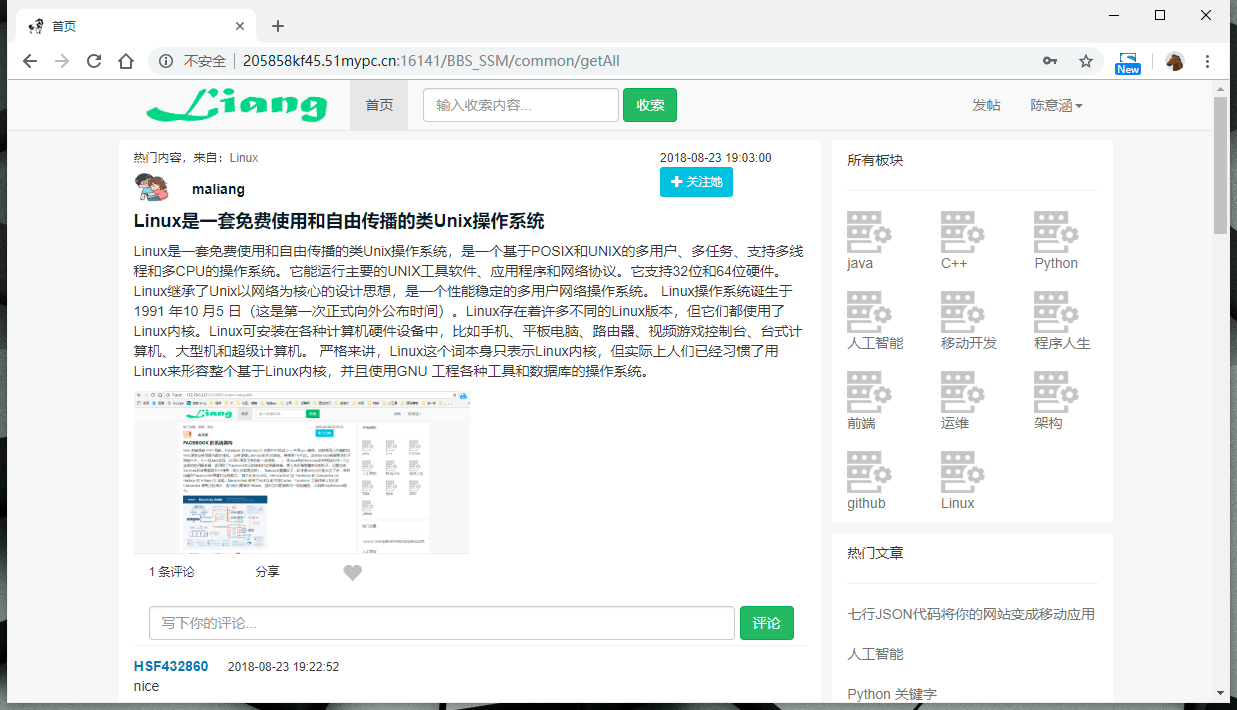 首页
不安全
205858kf45.51mypc.cn:16141/BBS_SSM/common/getAll
New
Liang
首页
输入收索内容...
收索
发帖
陈意涵
热门内容，来自：Linux
2018-08-23 19:03:00
maliang
关注她
Linux是一套免费使用和自由传播的类Unix操作系统
Linux是一套免费使用和自由传播的类Unix操作系统，是一个基于POSIX和UNIX的多用户、多任务、支持多线
程和多CPU的操作系统。它能运行主要的UNIX工具软件、应用程序和网络协议。它支持32位和64位硬件。
Linux继承了Unix以网络为核心的设计思想，是一个性能稳定的多用户网络操作系统。 Linux操作系统诞生于
1991 年10 月5 日（这是第一次正式向外公布时间）。Linux存在着许多不同的Linux版本，但它们都使用了
Linux内核。Linux可安装在各种计算机硬件设备中，比如手机、平板电脑、路由器、视频游戏控制台、台式计
算机、大型机和超级计算机。 严格来讲，Linux这个词本身只表示Linux内核，但实际上人们已经习惯了用
Linux来形容整个基于Linux内核，并且使用GNU 工程各种工具和数据库的操作系统。
Liang
FACEBOOK 的系统架构
1 条评论
分享
写下你的评论...
评论
HSF432860
2018-08-23 19:22:52
nice
所有板块
java
C++
Python
人工智能
移动开发
程序人生
前端
运维
架构
github
Linux
热门文章
七行JSON代码将你的网站变成移动应用
人工智能
Python 关键字